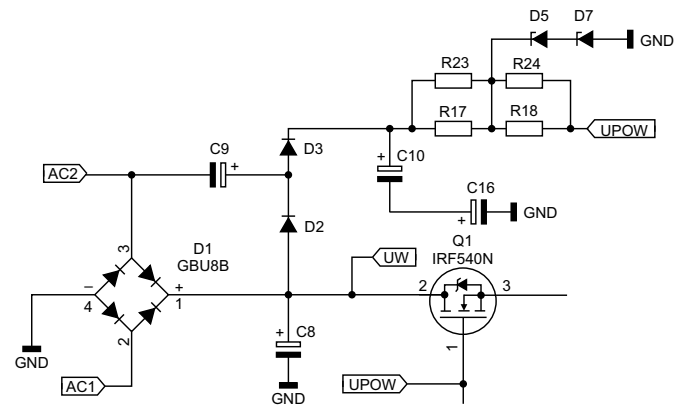 D5 D7
GND
R23 R24
R17 R18
UPOW
C9
+
D3
+
C10
AC2
C16
+
GND
D2
Q1
IRF540N
D1
GBU8B
UW
3
–
4
+
1
2
2
3
1
+
C8
GND
AC1
GND
UPOW